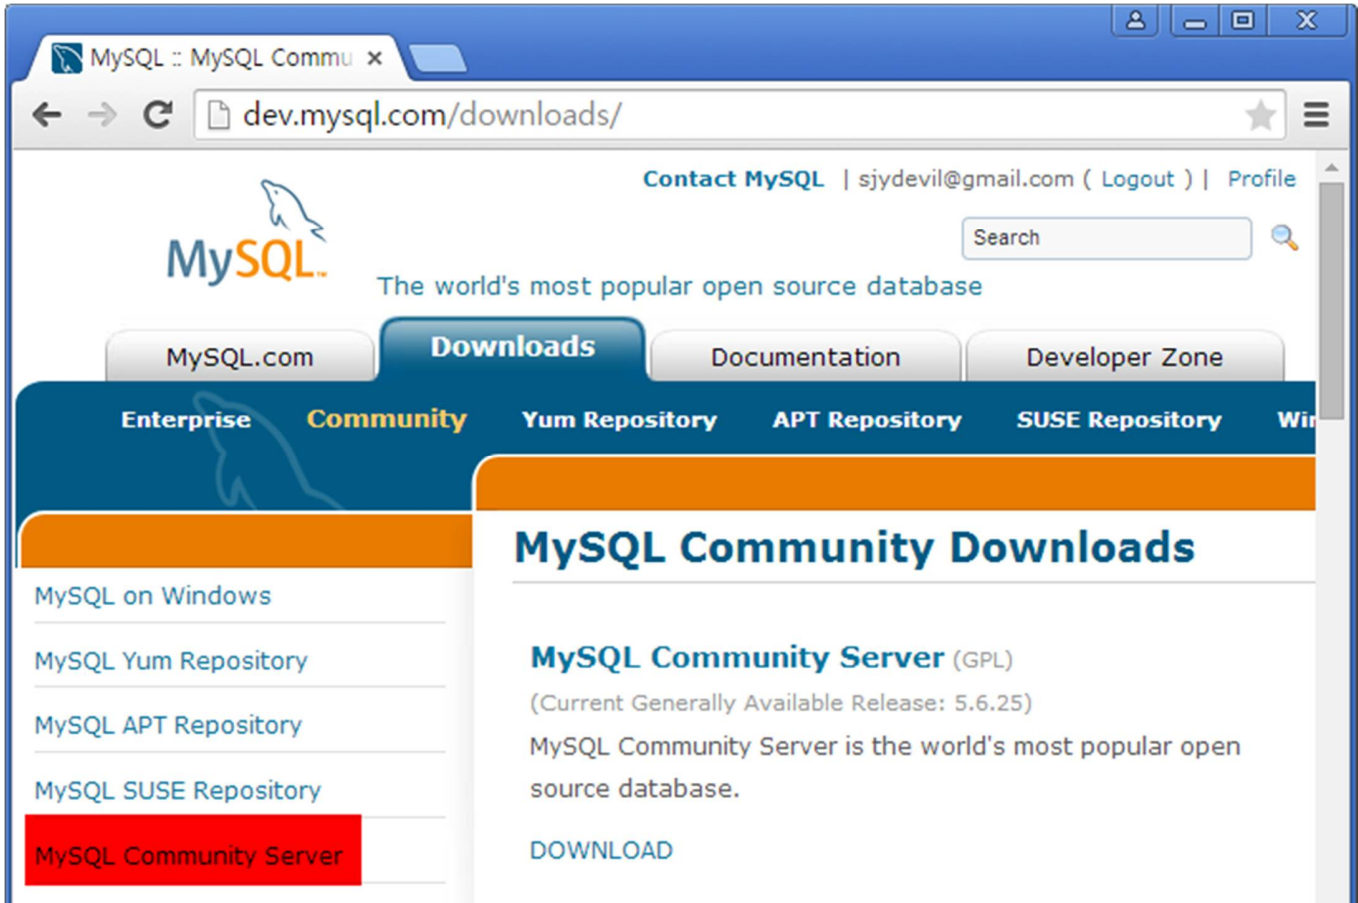 MySQL :: MySQL Commu
dev.mysql.com/downloads/
Contact MySQL | sjydevil@gmail.com ( Logout ) | Profile
MySQL™
Search
The world's most popular open source database
MySQL.com Downloads Documentation Developer Zone
Enterprise Community Yum Repository APT Repository SUSE Repository
MySQL Community Downloads
MySQL on Windows
MySQL Yum Repository
MySQL APT Repository
MySQL SUSE Repository
MySQL Community Server
MySQL Community Server (GPL)
(Current Generally Available Release: 5.6.25)
MySQL Community Server is the world's most popular open
source database.
DOWNLOAD